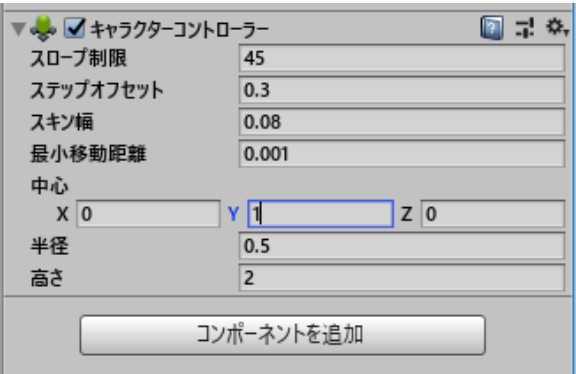 キャラクターコントローラー
スロープ制限 45
ステップオフセット 0.3
スキン幅 0.08
最小移動距離 0.001
中心
X 0 Y 1 Z 0
半径 0.5
高さ 2
コンポーネントを追加